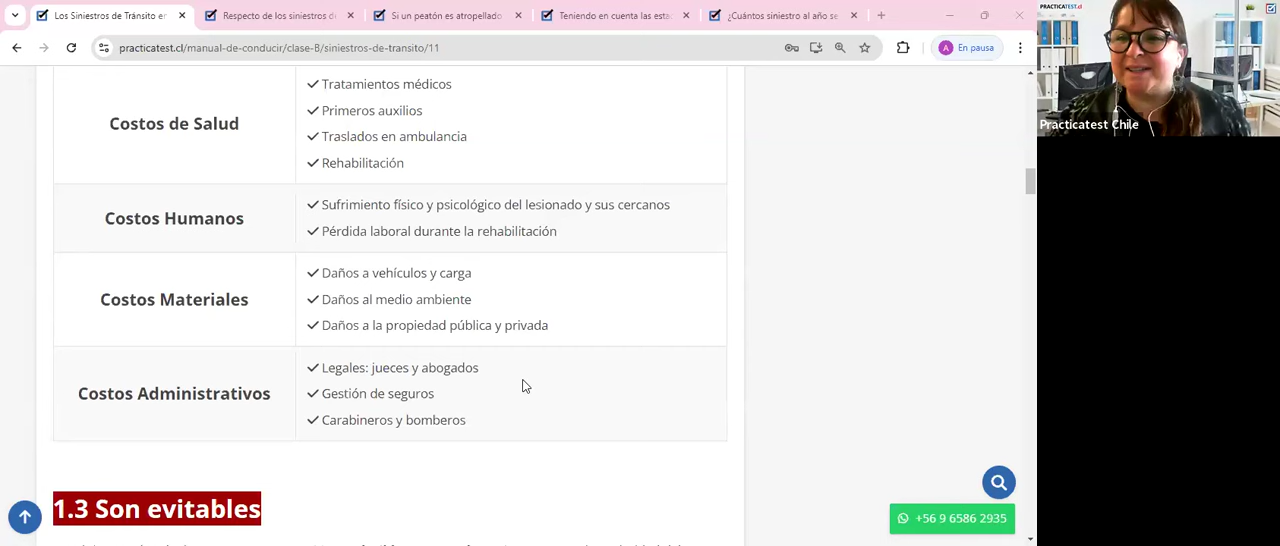 Los Siniestros de Tránsito en
Respecto de los siniestros d
Si un peatón es atropellado
Teniendo en cuenta las esta
¿Cuántos siniestro al año se
practicatest.cl/manual-de-conducir/clase-B/siniestros-de-transito/11
A
En pausa
PRACTICATEST.cl
Practicatest Chile
Costos de Salud
Tratamientos médicos
Primeros auxilios
Traslados en ambulancia
Rehabilitación
Costos Humanos
Sufrimiento físico y psicológico del lesionado y sus cercanos
Pérdida laboral durante la rehabilitación
Costos Materiales
Daños a vehículos y carga
Daños al medio ambiente
Daños a la propiedad pública y privada
Costos Administrativos
Legales: jueces y abogados
Gestión de seguros
Carabineros y bomberos
1.3 Son evitables
+56 9 6586 2935